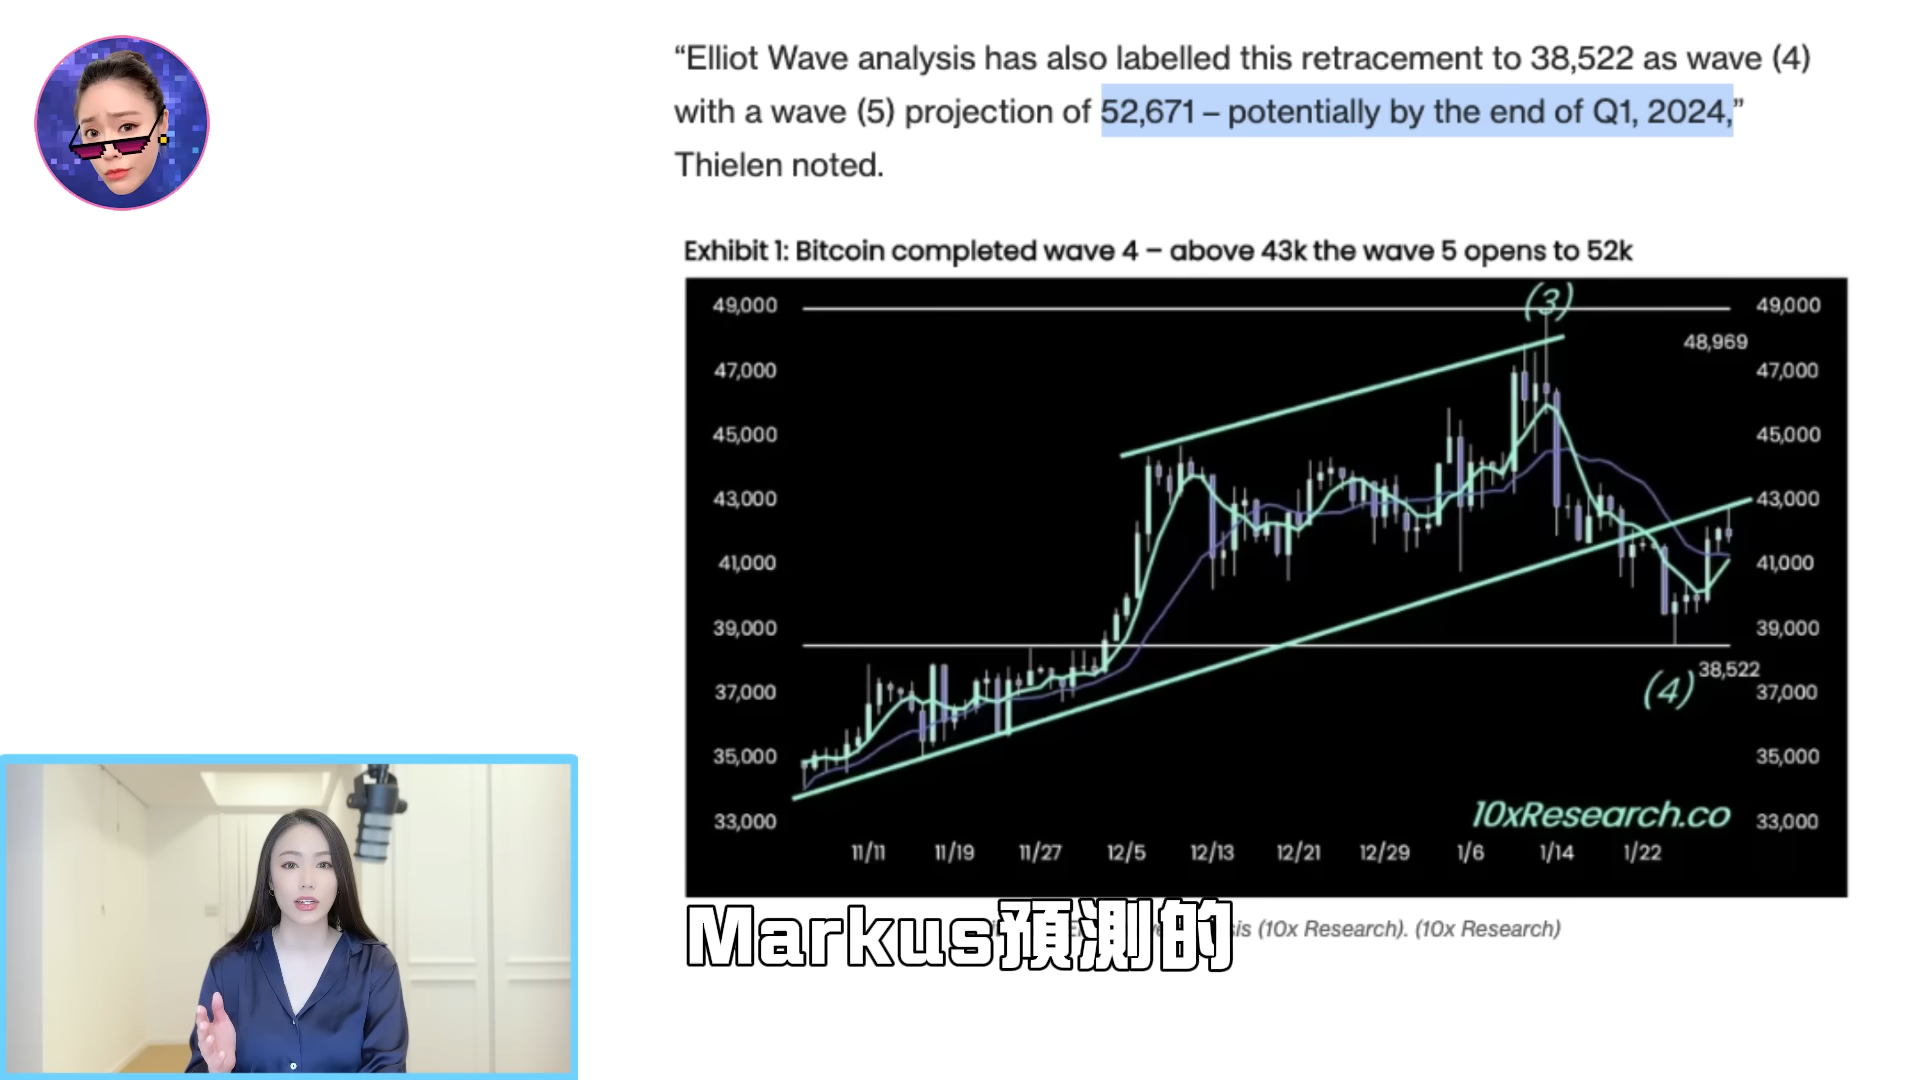 “Elliot Wave analysis has also labelled this retracement to 38,522 as wave (4)
with a wave (5) projection of 52,671 – potentially by the end of Q1, 2024,”
Thielen noted.
Exhibit 1: Bitcoin completed wave 4 – above 43k the wave 5 opens to 52k
(3)
49,000 49,000
48,969
47,000 47,000
45,000 45,000
43,000 43,000
41,000 41,000
39,000 39,000
38,522
(4)
37,000 37,000
35,000 35,000
10xResearch.co
33,000 33,000
11/11 11/19 11/27 12/5 12/13 12/21 12/29 1/6 1/14 1/22
(10x Research). (10x Research)
Markus預測的